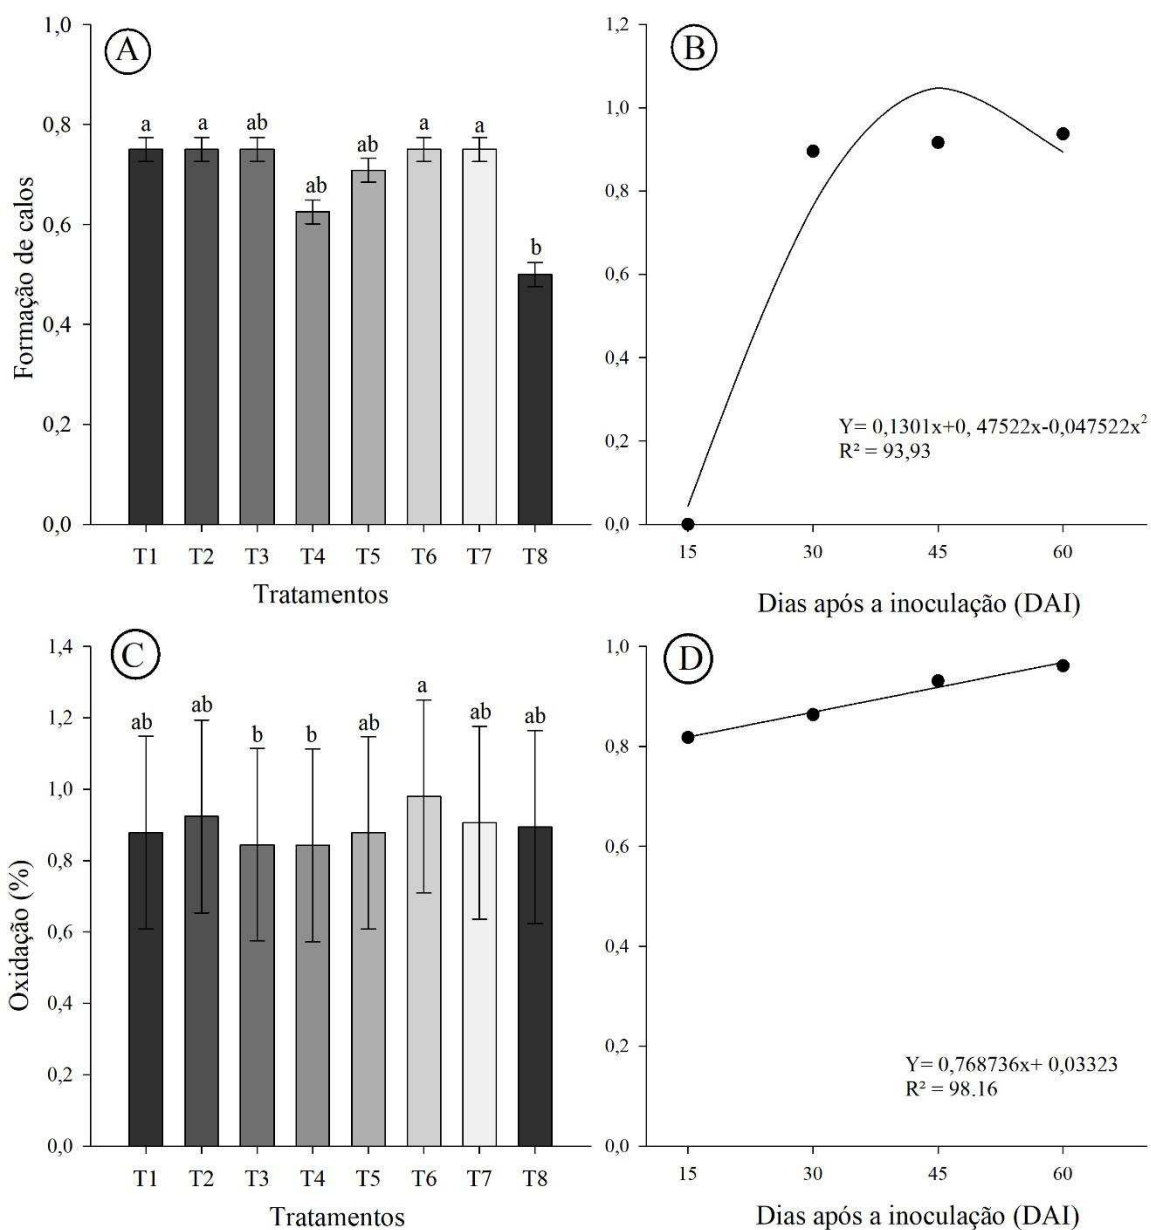 A
Formação de calos
1,0
0,8
0,6
0,4
0,2
0,0
a
a
ab
ab
ab
a
a
b
T1 T2 T3 T4 T5 T6 T7 T8
Tratamentos
B
1,2
1,0
0,8
0,6
0,4
0,2
0,0
Y= 0,1301x+0, 47522x-0,047522x²
R² = 93,93
15 30 45 60
Dias após a inoculação (DAI)
C
Oxidação (%)
1,4
1,2
1,0
0,8
0,6
0,4
0,2
0,0
ab
ab
b
b
ab
a
ab
ab
T1 T2 T3 T4 T5 T6 T7 T8
Tratamentos
D
1,0
0,8
0,6
0,4
0,2
0,0
Y= 0,768736x+ 0,03323
R² = 98.16
15 30 45 60
Dias após a inoculação (DAI)